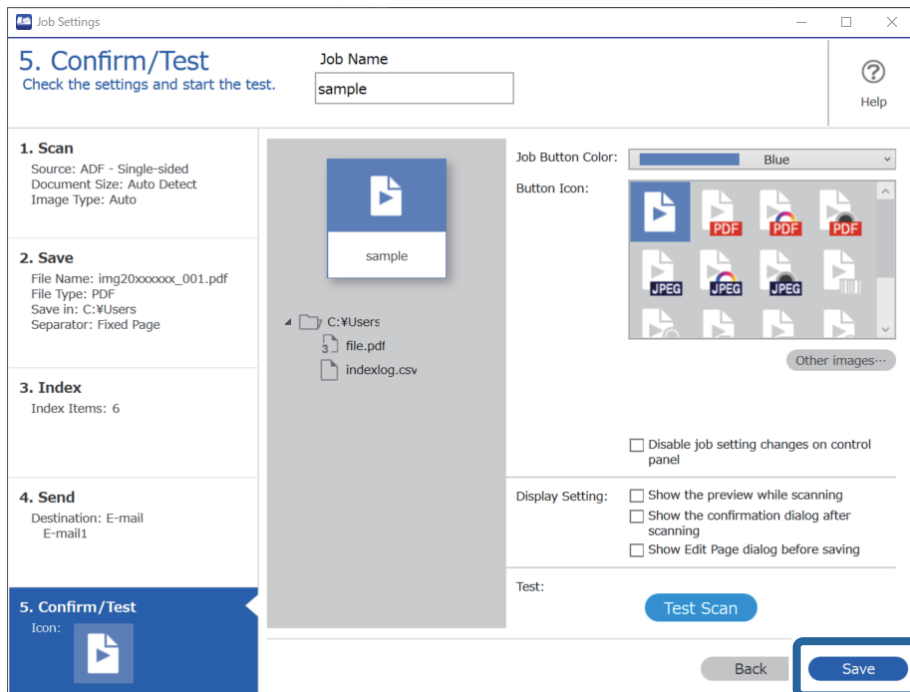 Job Settings
5. Confirm/Test
Check the settings and start the test.
Job Name
sample
Help
1. Scan
Source: ADF - Single-sided
Document Size: Auto Detect
Image Type: Auto
2. Save
File Name: img20xxxxxx_001.pdf
File Type: PDF
Save in: C:¥Users
Separator: Fixed Page
3. Index
Index Items: 6
4. Send
Destination: E-mail
E-mail1
5. Confirm/Test
Icon:
sample
C:¥Users
3 file.pdf
indexlog.csv
Job Button Color: Blue
Button Icon:
PDF PDF PDF
JPEG JPEG JPEG
Other images···
Disable job setting changes on control
panel
Display Setting: Show the preview while scanning
Show the confirmation dialog after
scanning
Show Edit Page dialog before saving
Test:
Test Scan
Back Save